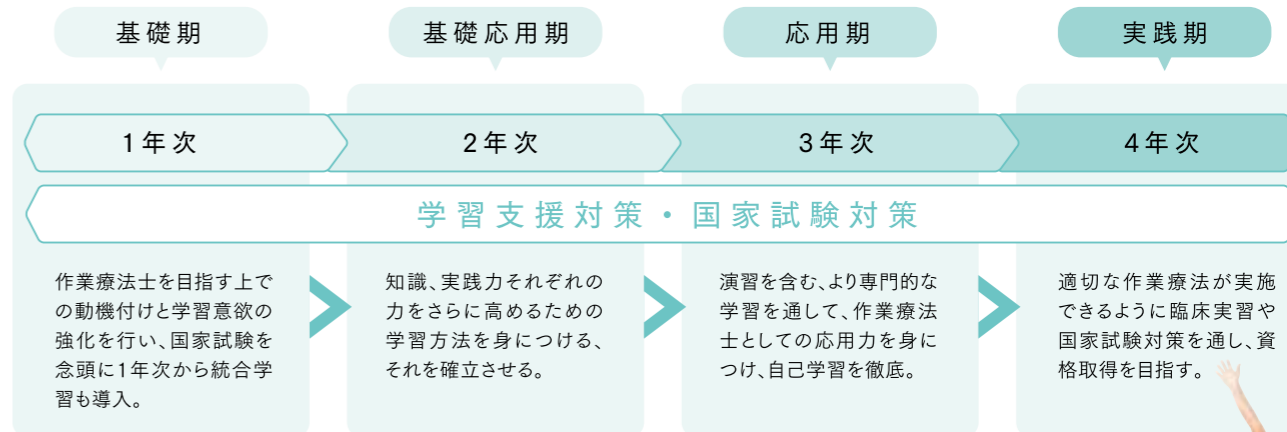 基礎期
基礎応用期
応用期
実践期
1年次
2年次
3年次
4年次
学習支援対策・国家試験対策
作業療法士を目指す上で
の動機付けと学習意欲の
強化を行い、国家試験を
念頭に1年次から統合学
習も導入。
知識、実践力それぞれの
力をさらに高めるための
学習方法を身につける、
それを確立させる。
演習を含む、より専門的な
学習を通して、作業療法
士としての応用力を身に
つけ、自己学習を徹底。
適切な作業療法が実施
できるように臨床実習や
国家試験対策を通し、資
格取得を目指す。